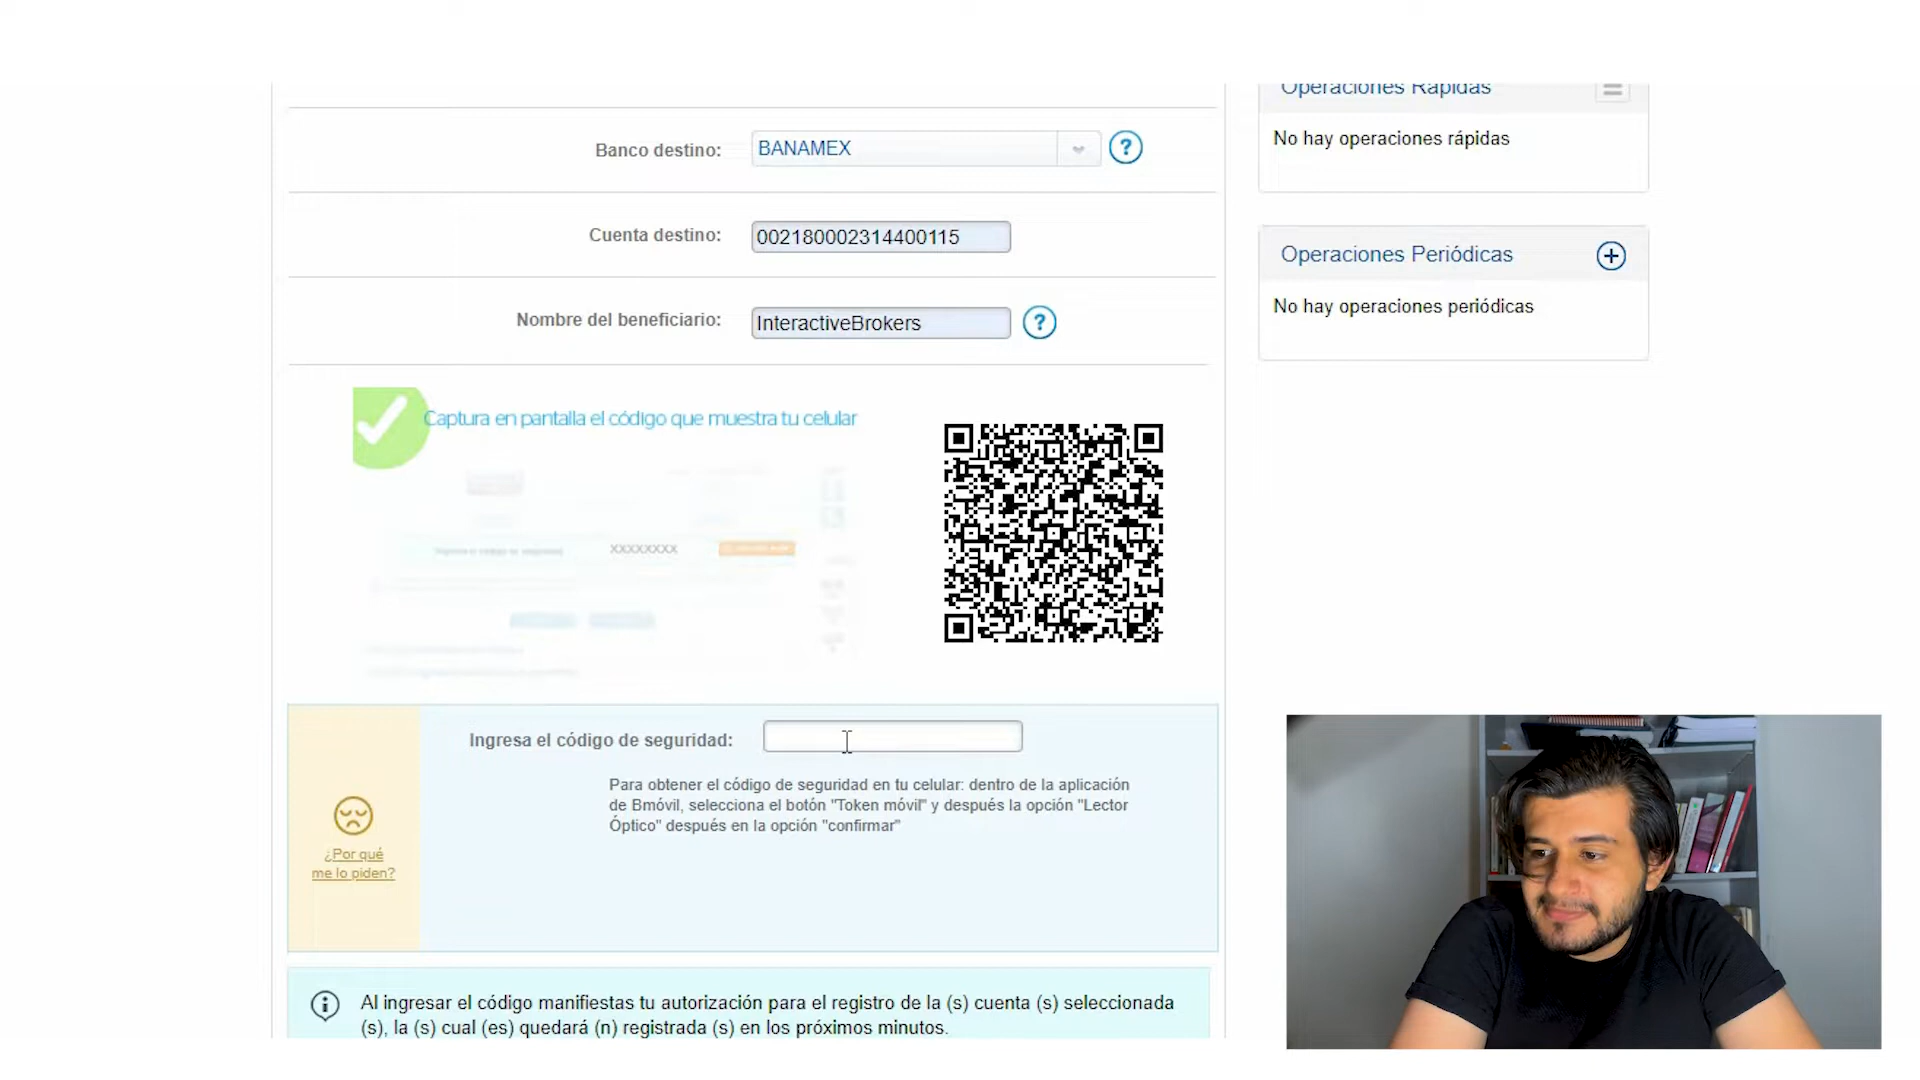 Operaciones Rápidas
No hay operaciones rápidas
Banco destino:
BANAMEX
?
Cuenta destino:
002180002314400115
Operaciones Periódicas
No hay operaciones periódicas
Nombre del beneficiario:
InteractiveBrokers
?
Captura en pantalla el código que muestra tu celular
XXXXXXXX
Ingresa el código de seguridad:
Para obtener el código de seguridad en tu celular: dentro de la aplicación
de Bmóvil, selecciona el botón "Token móvil" y después la opción "Lector
Óptico" después en la opción "confirmar"
¿Por qué
me lo piden?
Al ingresar el código manifiestas tu autorización para el registro de la (s) cuenta (s) seleccionada
(s), la (s) cual (es) quedará (n) registrada (s) en los próximos minutos.